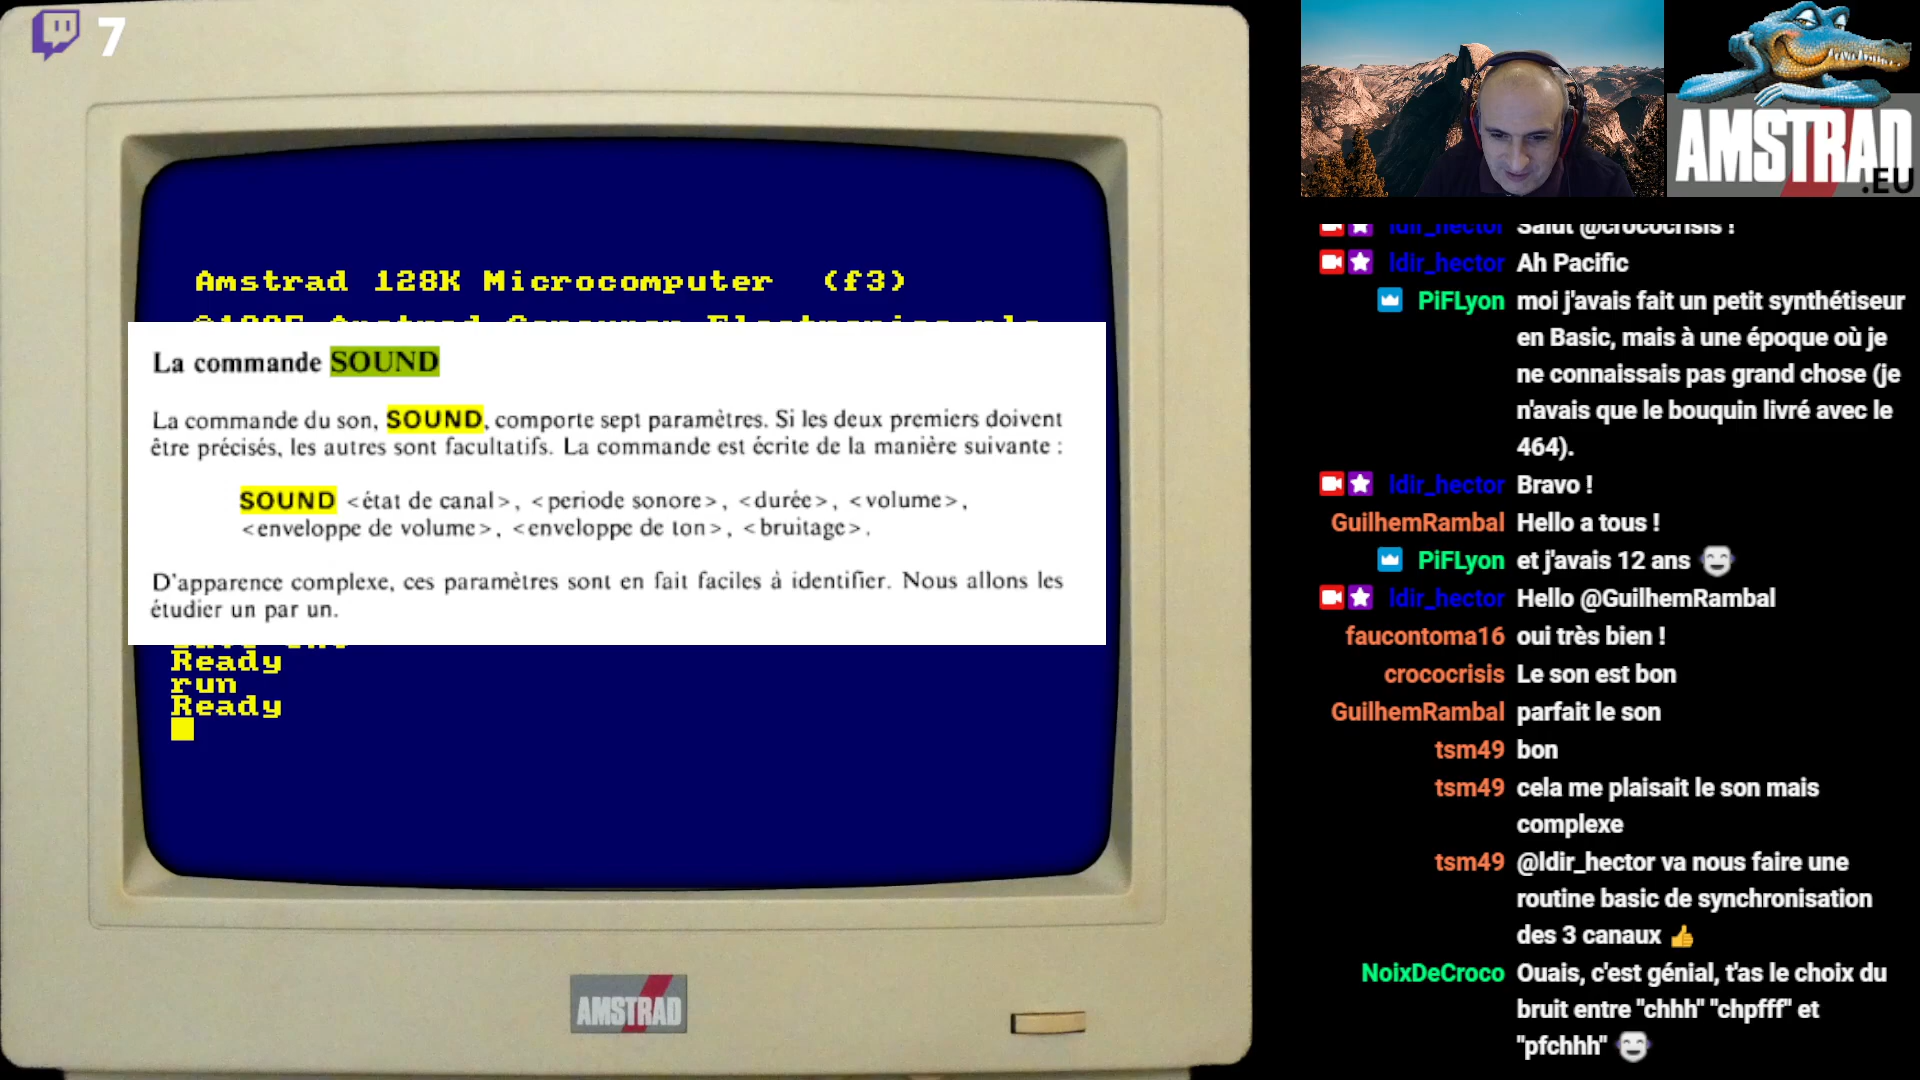 7
Amstrad 128K Microcomputer (f3)
La commande SOUND
La commande du son, SOUND, comporte sept paramètres. Si les deux premiers doivent
être précisés, les autres sont facultatifs. La commande est écrite de la manière suivante :
SOUND <état de canal>, <periode sonore>, <durée>, <volume>,
<enveloppe de volume>, <enveloppe de ton>, <bruitage>.
D'apparence complexe, ces paramètres sont en fait faciles à identifier. Nous allons les
étudier un par un.
Ready
run
Ready
AMSTRAD
AMSTRAD
.EU
ldir_hector Salut @crococrisis !
ldir_hector Ah Pacific
PiFLyon moi j'avais fait un petit synthétiseur
en Basic, mais à une époque où je
ne connaissais pas grand chose (je
n'avais que le bouquin livré avec le
464).
ldir_hector Bravo !
GuilhemRambal Hello a tous !
PiFLyon et j'avais 12 ans
ldir_hector Hello @GuilhemRambal
faucontoma16 oui très bien !
crococrisis Le son est bon
GuilhemRambal parfait le son
tsm49 bon
tsm49 cela me plaisait le son mais
complexe
tsm49 @ldir_hector va nous faire une
routine basic de synchronisation
des 3 canaux
NoixDeCroco Ouais, c'est génial, t'as le choix du
bruit entre "chhh" "chpfff" et
"pfchhh"